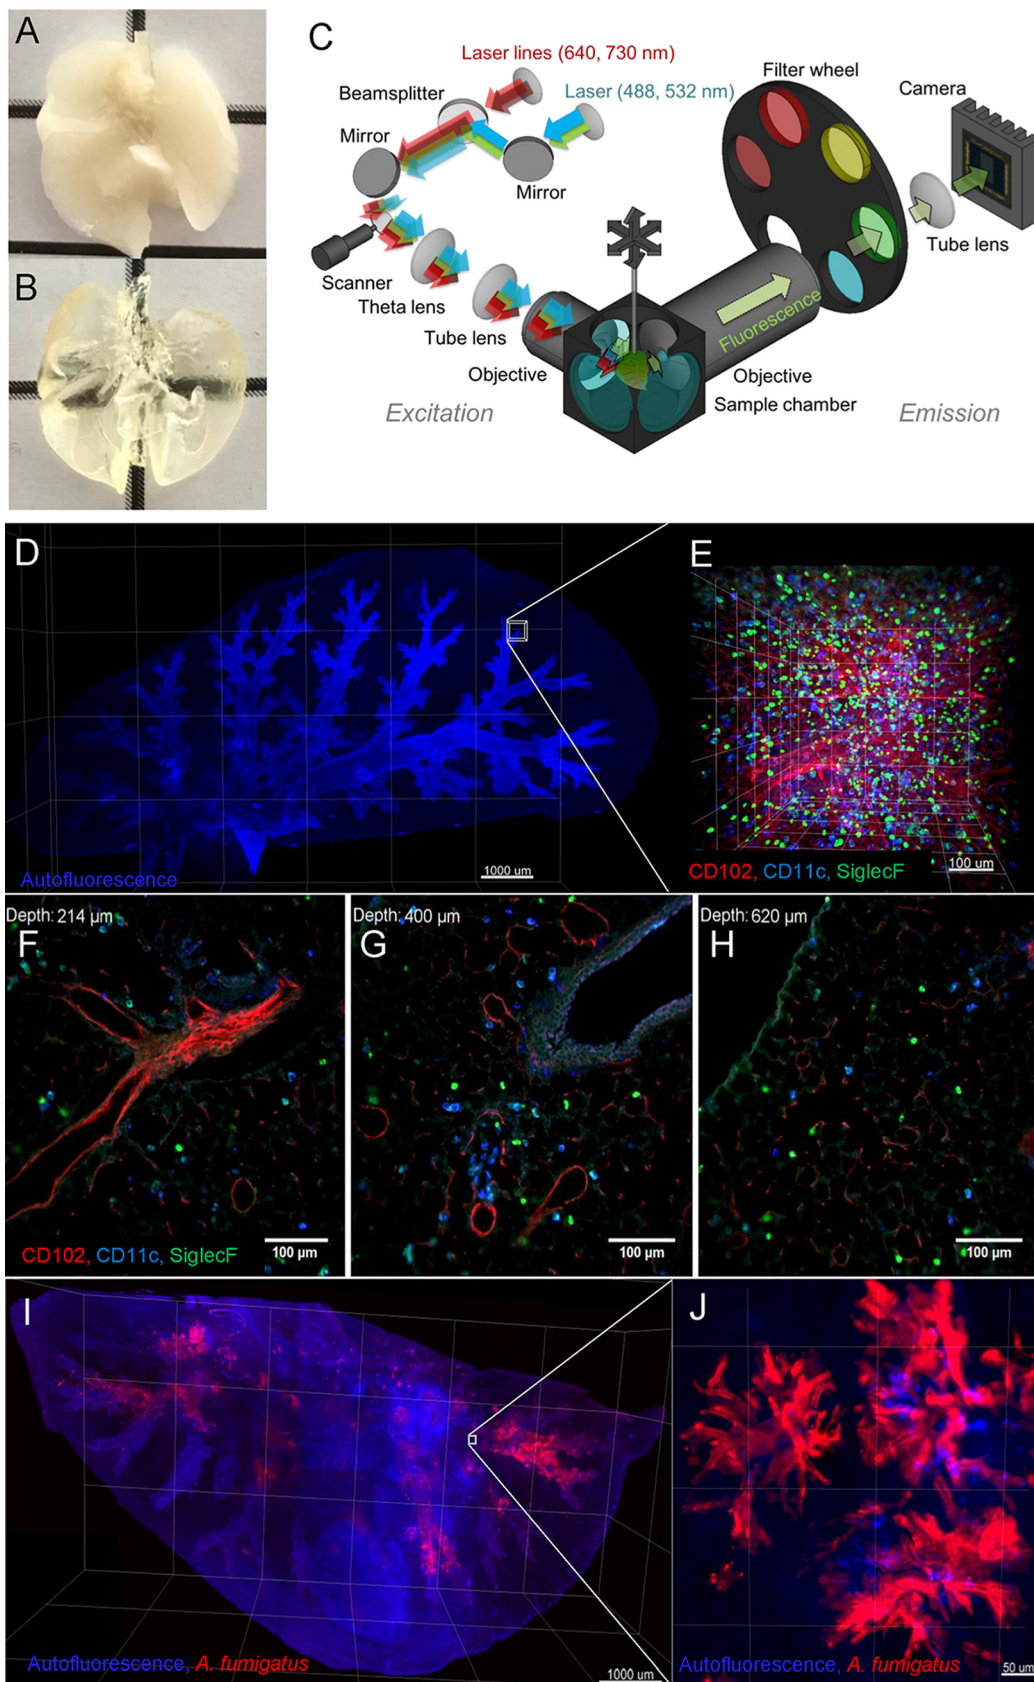 A
B
C
Laser lines (640, 730 nm)
Beamsplitter
Laser (488, 532 nm)
Mirror
Mirror
Scanner
Theta lens
Tube lens
Objective
Excitation
Filter wheel
Camera
Tube lens
Fluorescence
Objective
Sample chamber
Emission
D
Autofluorescence
1000 um
E
CD102, CD11c, SiglecF
100 um
Depth: 214 µm
F
CD102, CD11c, SiglecF
100 µm
Depth: 400 µm
G
100 µm
Depth: 620 µm
H
100 µm
I
Autofluorescence, A. fumigatus
1000 um
J
Autofluorescence, A. fumigatus
50 um